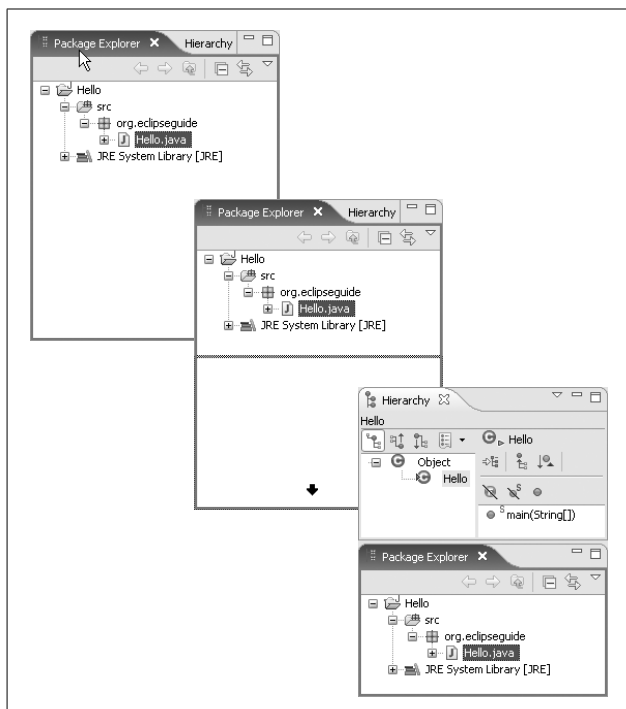 Package Explorer Hierarchy
Hello
src
org.eclipseguide
Hello.java
JRE System Library [JRE]
Package Explorer Hierarchy
Hello
src
org.eclipseguide
Hello.java
JRE System Library [JRE]
Hierarchy
Hello
Hello
Object
Hello
main(String[])
Package Explorer
Hello
src
org.eclipseguide
Hello.java
JRE System Library [JRE]